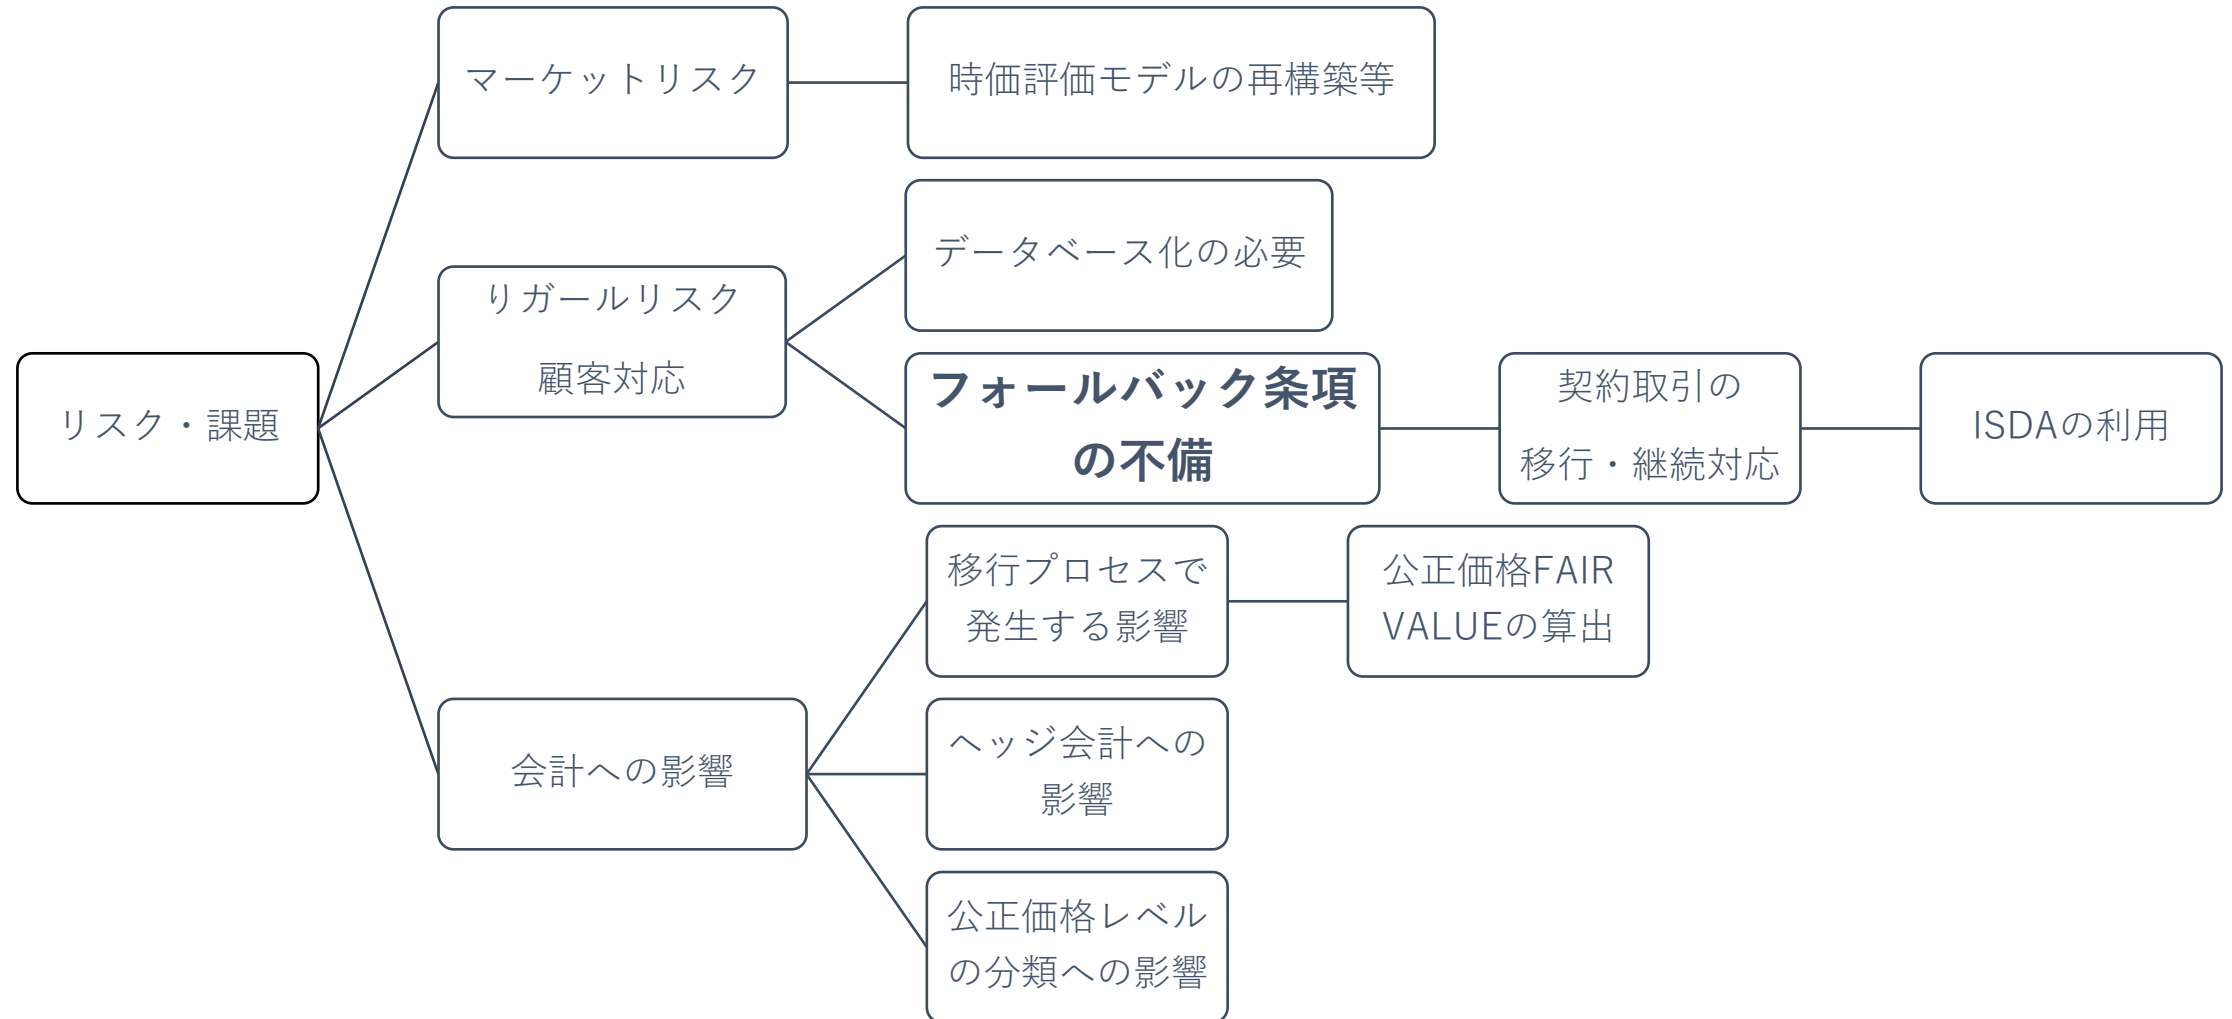 マーケットリスク
時価評価モデルの再構築等
データベース化の必要
りガールリスク
顧客対応
リスク・課題
フォールバック条項
の不備
契約取引の
移行・継続対応
ISDAの利用
移行プロセスで
発生する影響
公正価格FAIR
VALUEの算出
会計への影響
ヘッジ会計への
影響
公正価格レベル
の分類への影響